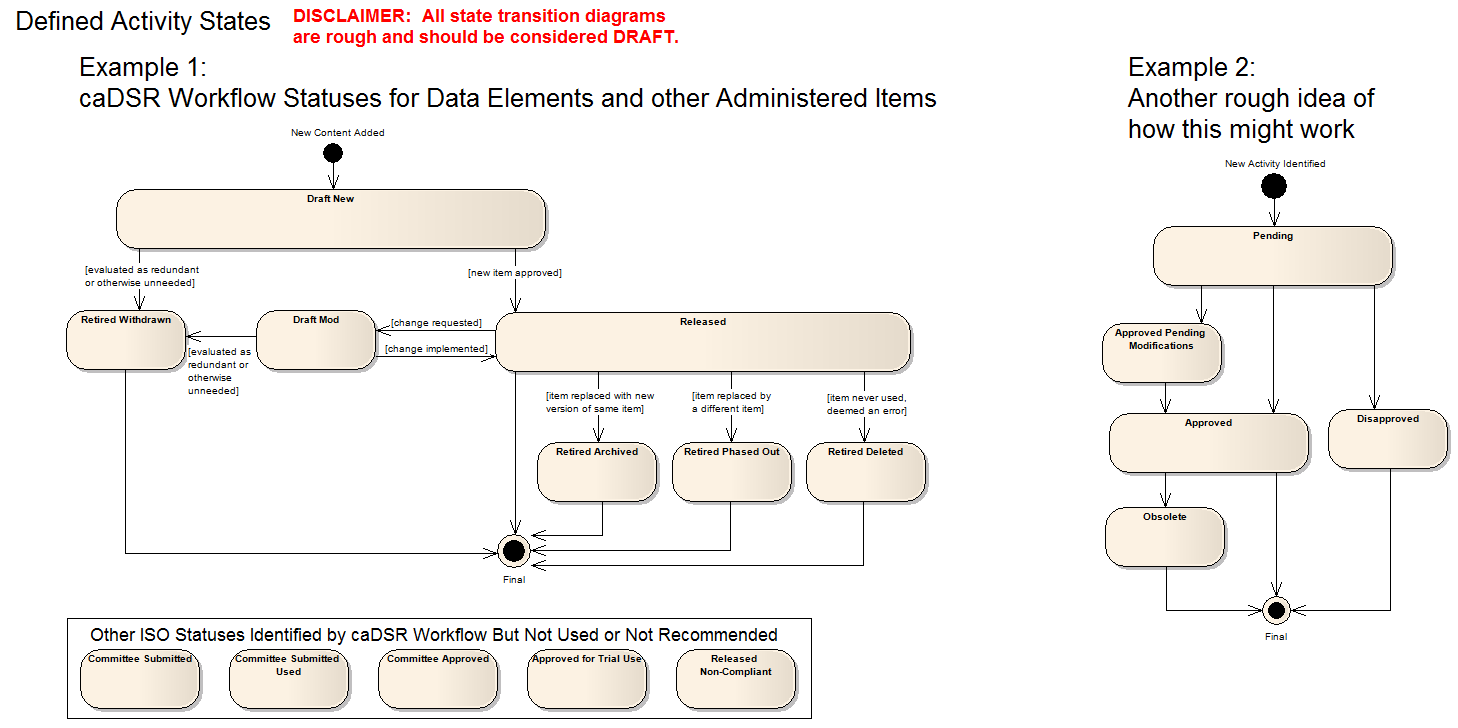 Defined Activity States
DISCLAIMER:  All state transition diagrams
are rough and should be considered DRAFT.
Example 1:
caDSR Workflow Statuses for Data Elements and other Administered Items
New Content Added
Draft New
[evaluated as redundant
or otherwise unneeded]
[new item approved]
Retired Withdrawn
Draft Mod
[change requested]
[change implemented]
Released
[evaluated as
redundant or
otherwise
unneeded]
[item replaced with new
version of same item]
[item replaced by
a different item]
[item never used,
deemed an error]
Retired Archived
Retired Phased Out
Retired Deleted
Final
Other ISO Statuses Identified by caDSR Workflow But Not Used or Not Recommended
Committee Submitted
Committee Submitted
Used
Committee Approved
Approved for Trial Use
Released
Non-Compliant
Example 2:
Another rough idea of
how this might work
New Activity Identified
Pending
Approved Pending
Modifications
Approved
Disapproved
Obsolete
Final